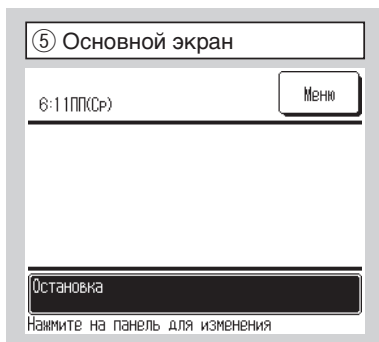 ⑤ Основной экран
6:11ПП(Ср)
Меню
Остановка
Нажмите на панель для изменения